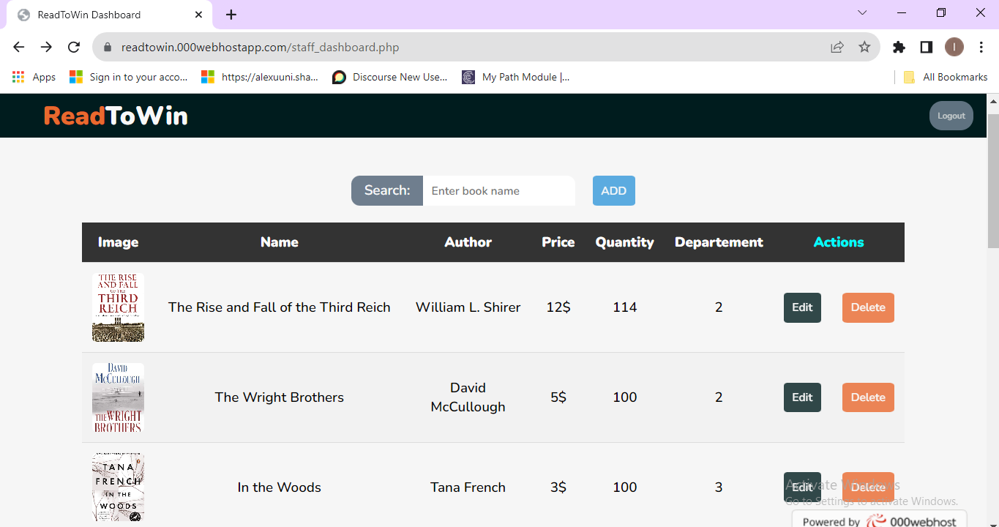 ReadToWin Dashboard
readtowin.000webhostapp.com/staff_dashboard.php
I
Apps
Sign in to your acco...
https://alexuuni.sha...
Discourse New Use...
My Path Module |...
All Bookmarks
ReadToWin
Logout
Search:
Enter book name
ADD
Image Name Author Price Quantity Departement Actions
THE RISE
AND FALL
OF THE
THIRD
REICH
The Rise and Fall of the Third Reich William L. Shirer 12$ 114 2 Edit Delete
DAVID
McCULLOUGH
THE WRIGHT
BROTHERS
The Wright Brothers David McCullough 5$ 100 2 Edit Delete
TANA
FRENCH
IN THE
WOODS
In the Woods Tana French 3$ 100 3 Edit Delete
Activate Windows
Go to Settings to activate Windows.
Powered by 000webhost